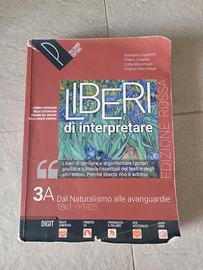 Romano Luperini
Pietro Cataldi
Lidia Marchiani
Franco Marchese
LIBERI
di interpretare
EDIZIONE ROSSA
Liberi di pensare e argomentare i propri
giudizi e tuttavia rispettosi dei testi e degli
altri lettori. Perché libertà non è arbitrio.
3A Dal Naturalismo alle avanguardie
1861 → 1925
DIGIT